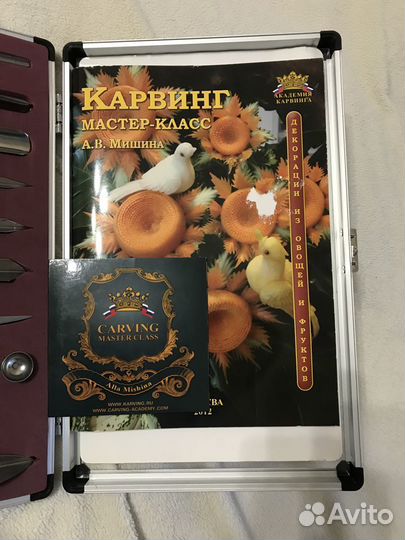 КАРВИНГ
МАСТЕР-КЛАСС
А.В. МИШИНА
АКАДЕМИЯ
КАРВИНГА
ДЕКОРАЦИИ ИЗ ОВОЩЕЙ И ФРУКТОВ
CARVING
MASTER CLASS
Alla Mishina
WWW.KARVING.RU
WWW.CARVING-ACADEMY.COM
2012
Avito